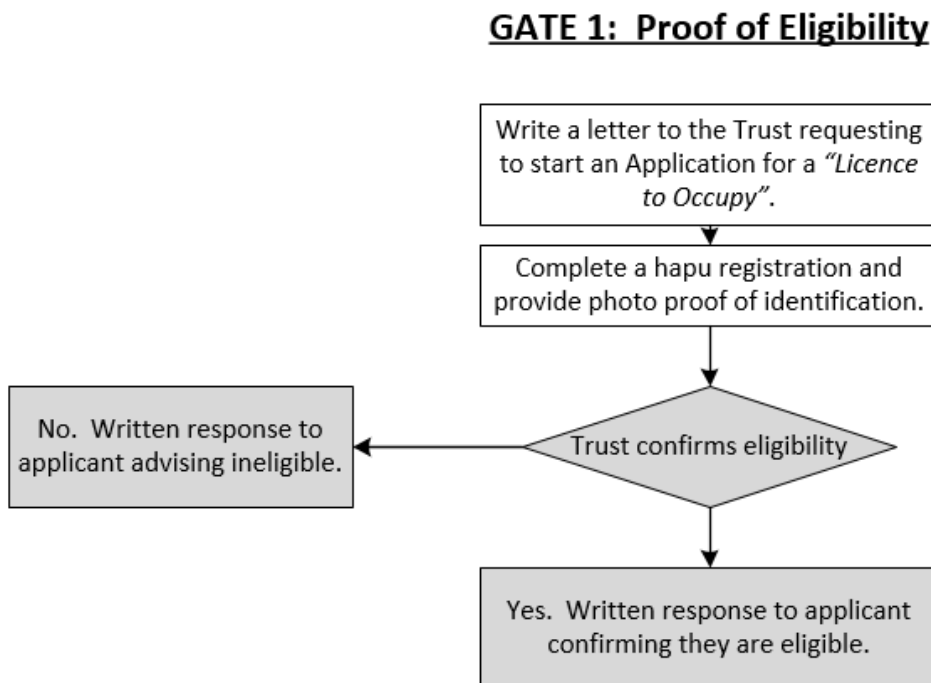 GATE 1: Proof of Eligibility
Write a letter to the Trust requesting
to start an Application for a “Licence
to Occupy”.
Complete a hapu registration and
provide photo proof of identification.
Trust confirms eligibility
No. Written response to
applicant advising ineligible.
Yes. Written response to applicant
confirming they are eligible.